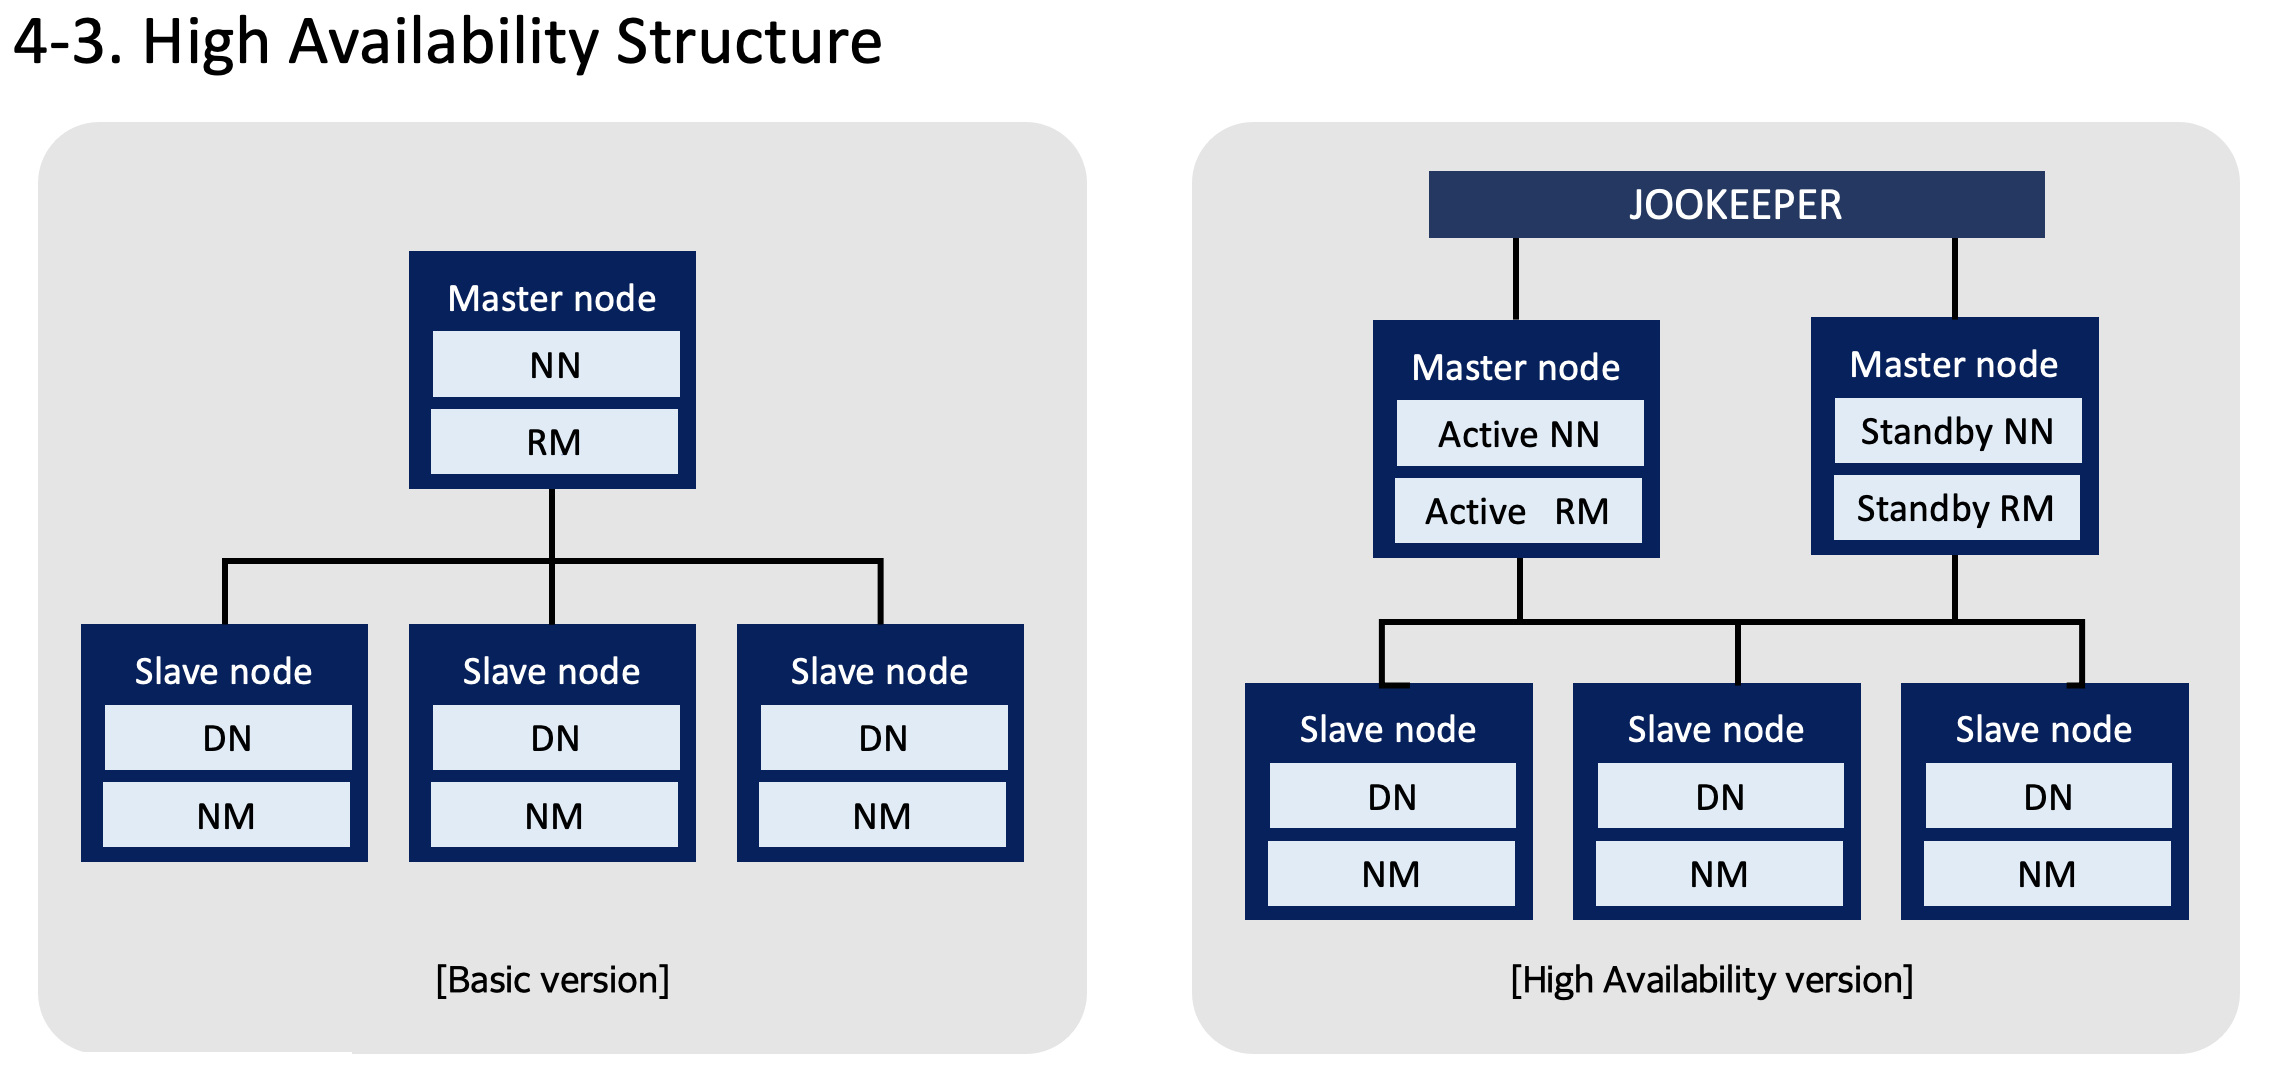 4-3. High Availability Structure
Master node
NN
RM
Slave node
DN
NM
Slave node
DN
NM
Slave node
DN
NM
[Basic version]
JOOKEEPER
Master node
Active NN
Active RM
Master node
Standby NN
Standby RM
Slave node
DN
NM
Slave node
DN
NM
Slave node
DN
NM
[High Availability version]